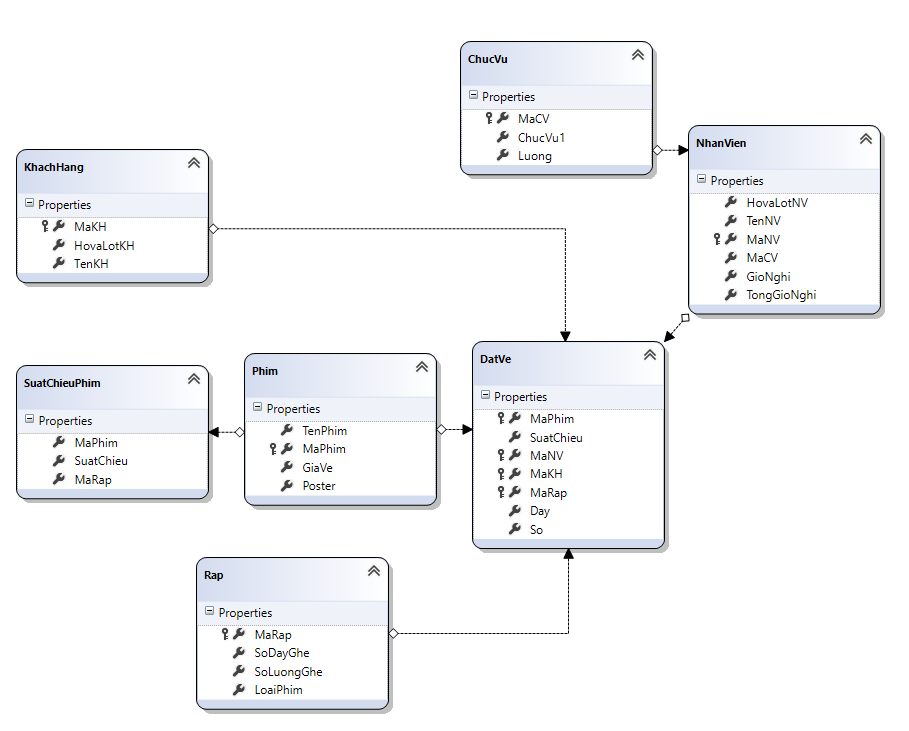 ChucVu
Properties
MaCV
ChucVu1
Luong
NhanVien
Properties
HovaLotNV
TenNV
MaNV
MaCV
GioNghi
TongGioNghi
KhachHang
Properties
MaKH
HovaLotKH
TenKH
SuatChieuPhim
Properties
MaPhim
SuatChieu
MaRap
Phim
Properties
TenPhim
MaPhim
GiaVe
Poster
DatVe
Properties
MaPhim
SuatChieu
MaNV
MaKH
MaRap
Day
So
Rap
Properties
MaRap
SoDayGhe
SoLuongGhe
LoaiPhim